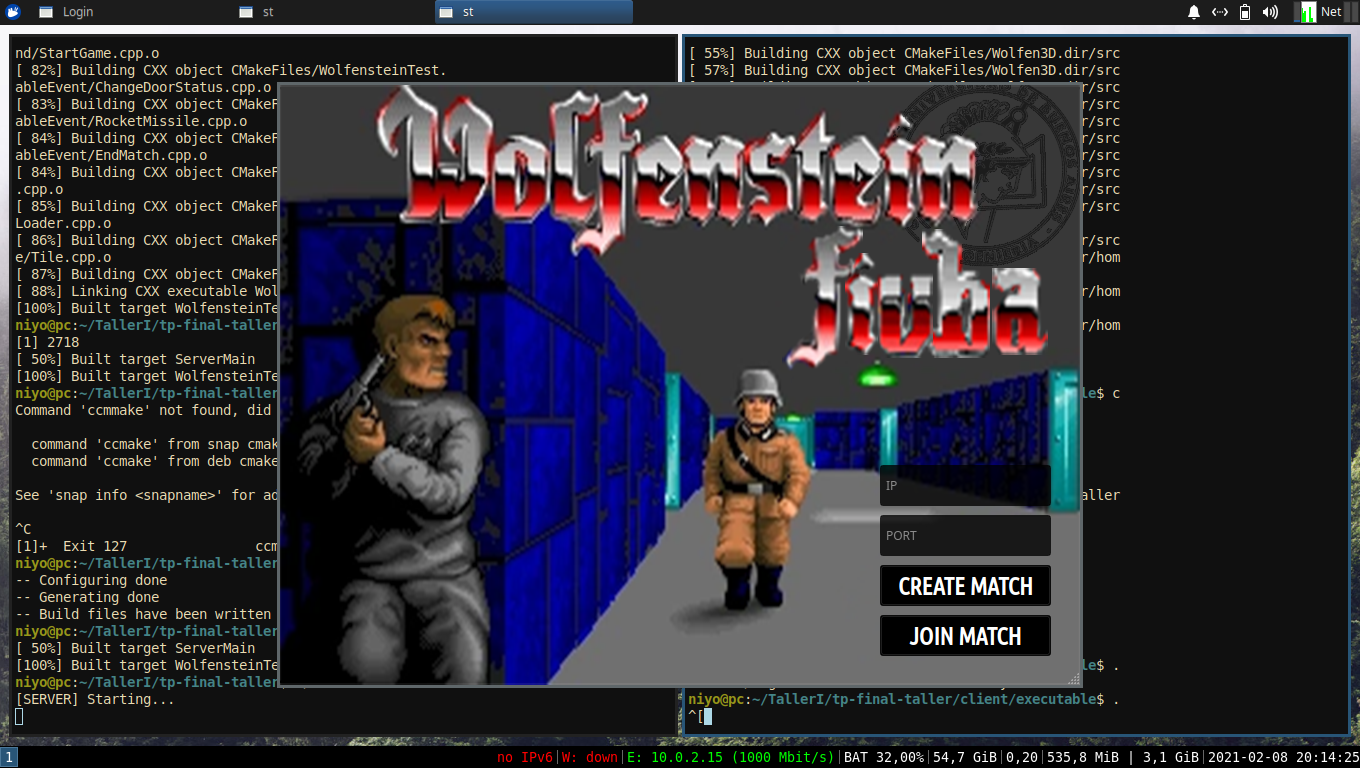 Login
st
st
Net
nd/StartGame.cpp.o
[ 82%] Building CXX object CMakeFiles/WolfensteinTest.
ableEvent/ChangeDoorStatus.cpp.o
[ 83%] Building CXX object CMakeF
ableEvent/RocketMissile.cpp.o
[ 84%] Building CXX object CMakeF
ableEvent/EndMatch.cpp.o
[ 84%] Building CXX object CMakeF
.cpp.o
[ 85%] Building CXX object CMakeF
Loader.cpp.o
[ 86%] Building CXX object CMakeF
e/Tile.cpp.o
[ 87%] Building CXX object CMakeF
[ 88%] Linking CXX executable Wol
[100%] Built target WolfensteinTe
niyo@pc:~/TallerI/tp-final-taller
[1] 2718
[ 50%] Built target ServerMain
[100%] Built target WolfensteinTe
niyo@pc:~/TallerI/tp-final-taller
Command 'ccmake' not found, did
command 'ccmake' from snap cmak
command 'ccmake' from deb cmake
See 'snap info <snapname>' for ad
^C
[1]+  Exit 127 ccm
niyo@pc:~/TallerI/tp-final-taller
-- Configuring done
-- Generating done
-- Build files have been written
niyo@pc:~/TallerI/tp-final-taller
[ 50%] Built target ServerMain
[100%] Built target WolfensteinTe
niyo@pc:~/TallerI/tp-final-taller
[SERVER] Starting...
[ 55%] Building CXX object CMakeFiles/Wolfen3D.dir/src
[ 57%] Building CXX object CMakeFiles/Wolfen3D.dir/src
r/src
r/src
r/src
r/src
r/src
r/src
r/src
r/src
r/src
r/hom
r/hom
r/hom
le$ c
aller
le$ .
niyo@pc:~/TallerI/tp-final-taller/client/executable$ .
^[
Wolfenstein
fiuba
IP
PORT
CREATE MATCH
JOIN MATCH
1
no IPv6|W: down|E: 10.0.2.15 (1000 Mbit/s)|BAT 32,00%|54,7 GiB|0,20|535,8 MiB | 3,1 GiB|2021-02-08 20:14:25